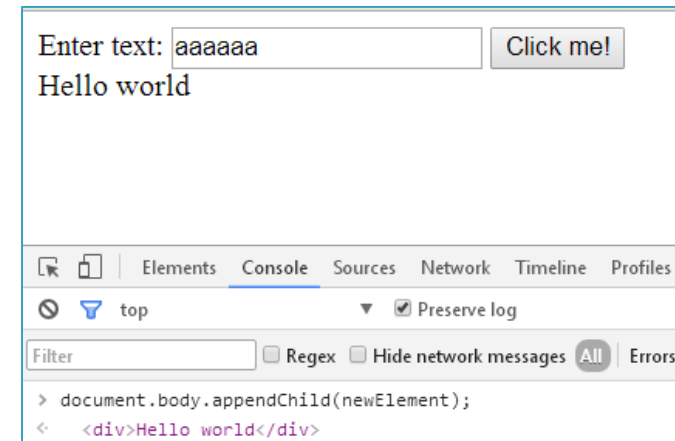 Enter text: aaaaaa Click me!
Hello world
Elements Console Sources Network Timeline Profiles
top ▼ Preserve log
Filter Regex Hide network messages All Errors
> document.body.appendChild(newElement);
<div>Hello world</div>